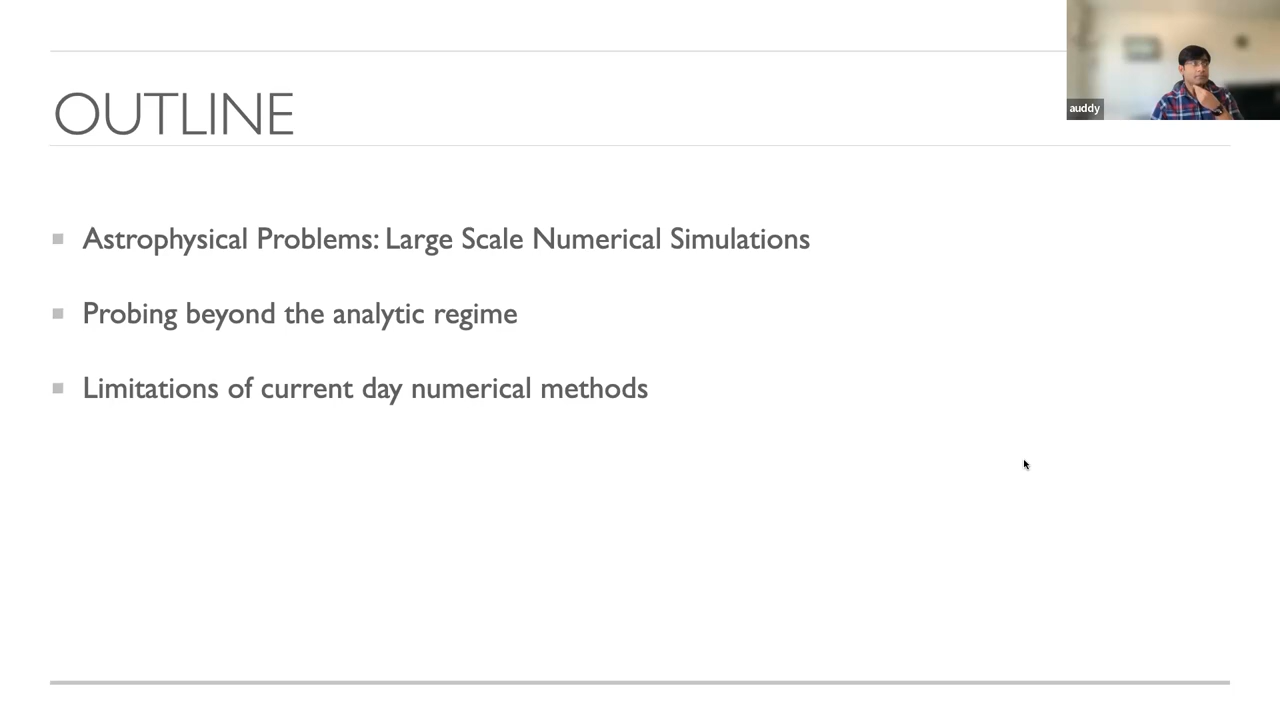 OUTLINE
auddy
Astrophysical Problems: Large Scale Numerical Simulations
Probing beyond the analytic regime
Limitations of current day numerical methods